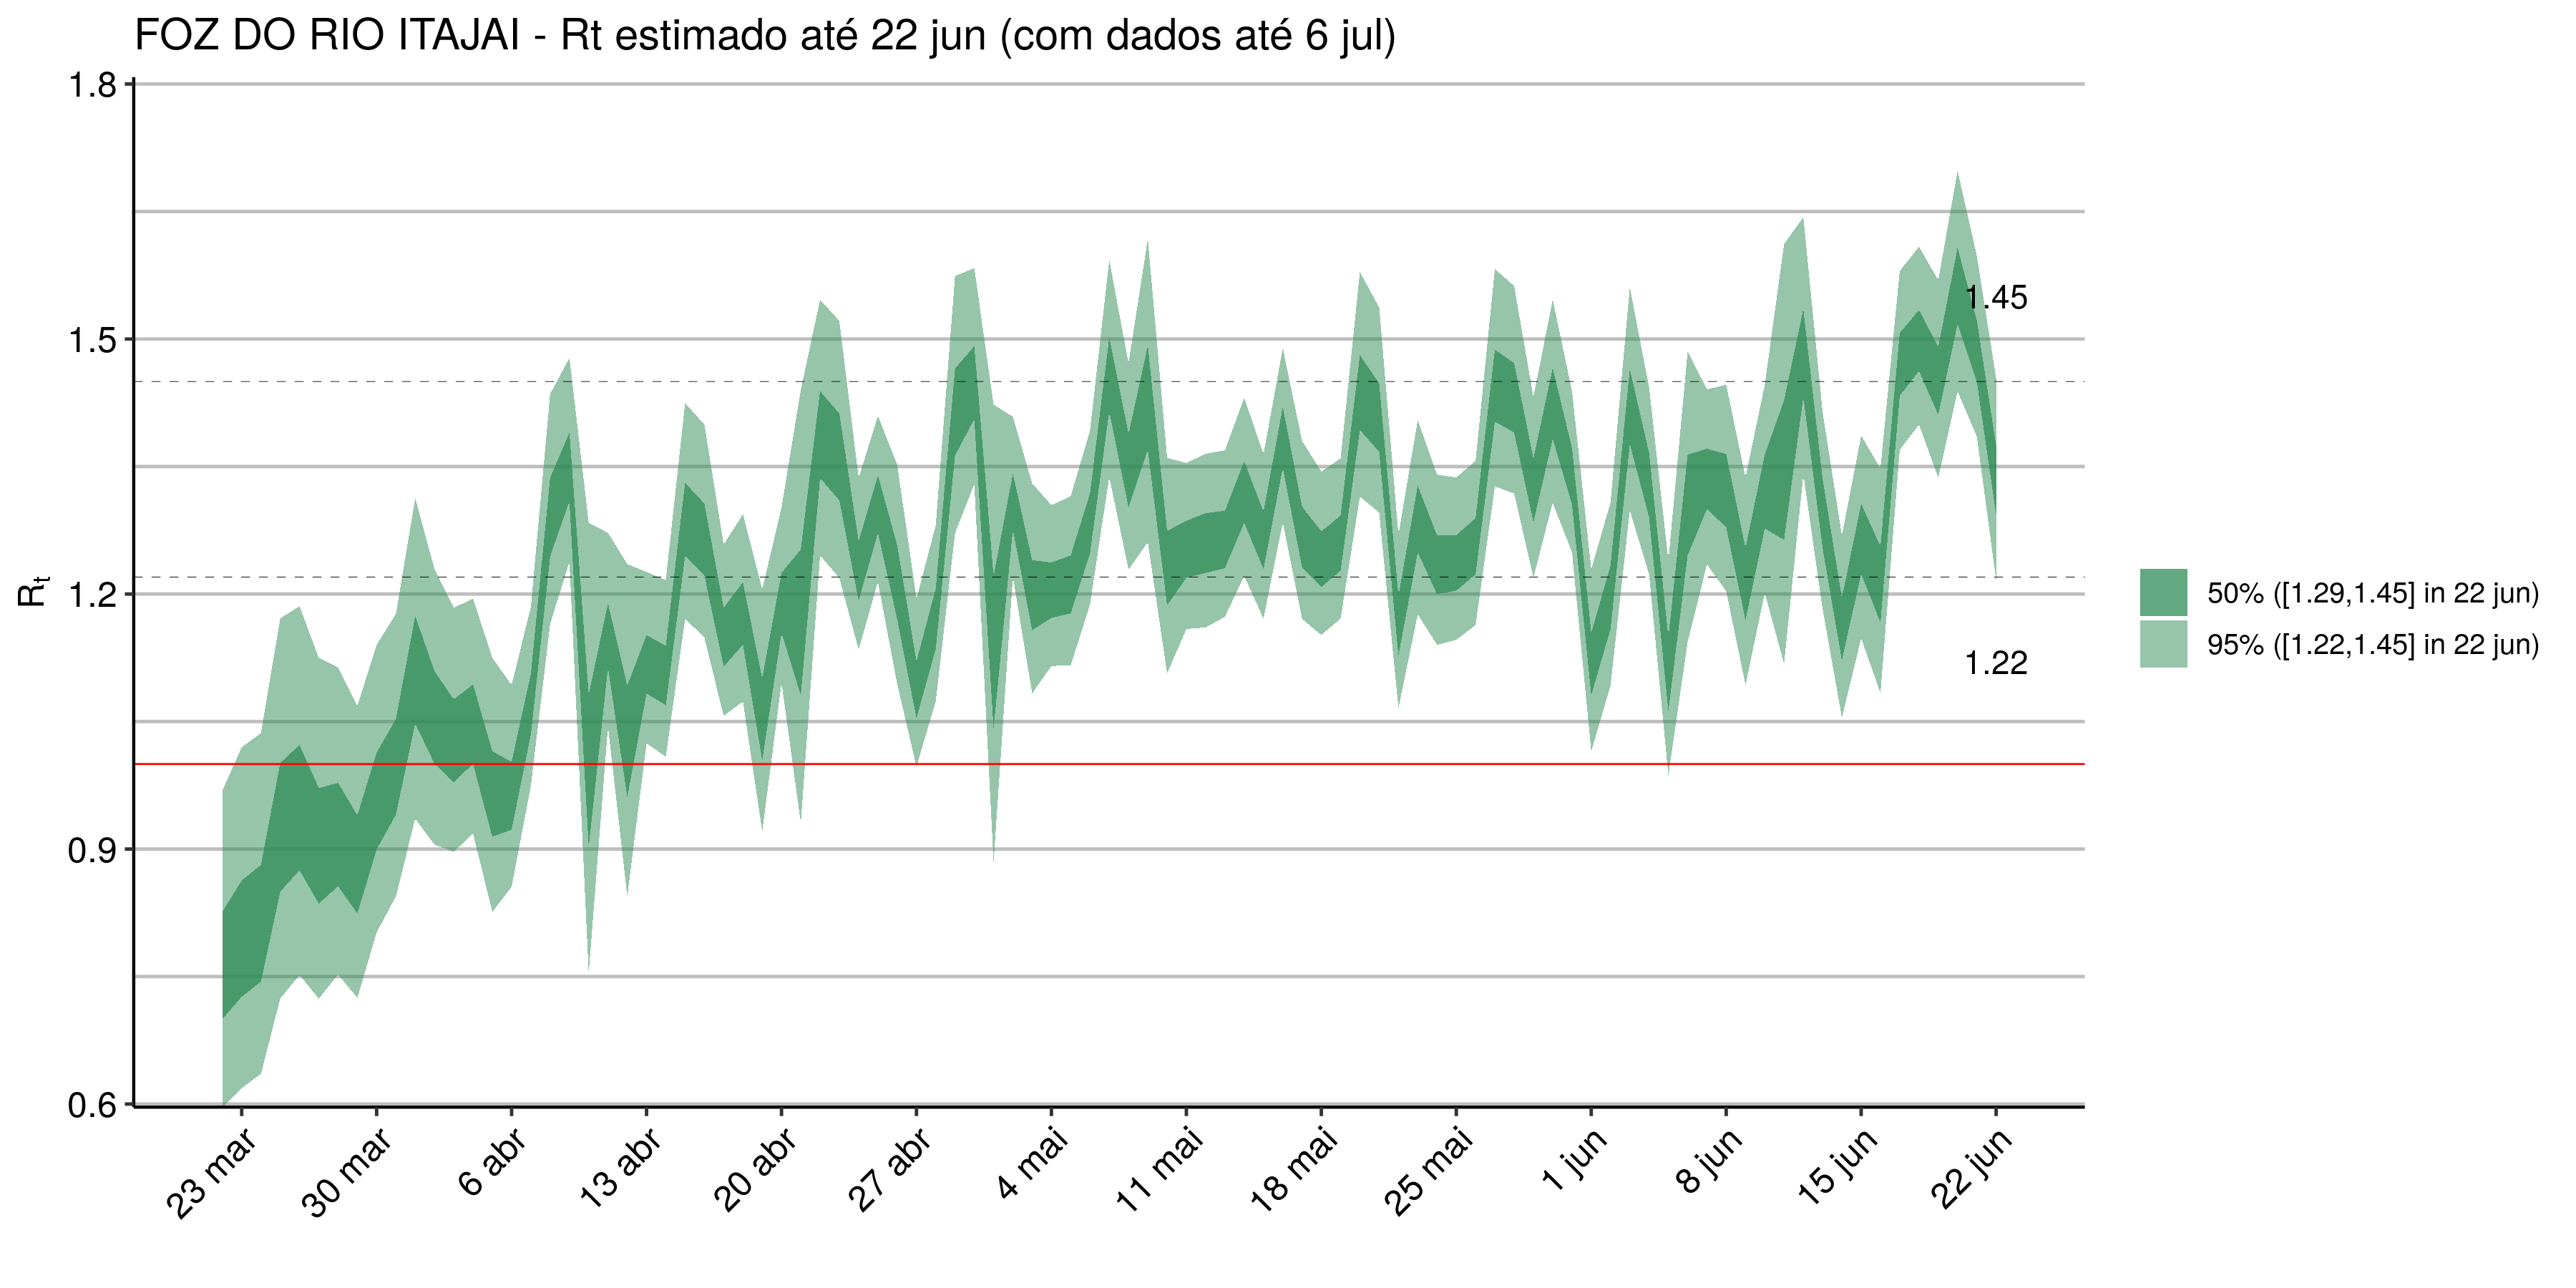 FOZ DO RIO ITAJAI - Rt estimado até 22 jun (com dados até 6 jul)
1.8
1.5
1.2
0.9
0.6
Rt
1.45
1.22
50% ([1.29,1.45] in 22 jun)
95% ([1.22,1.45] in 22 jun)
23 mar
30 mar
6 abr
13 abr
20 abr
27 abr
4 mai
11 mai
18 mai
25 mai
1 jun
8 jun
15 jun
22 jun